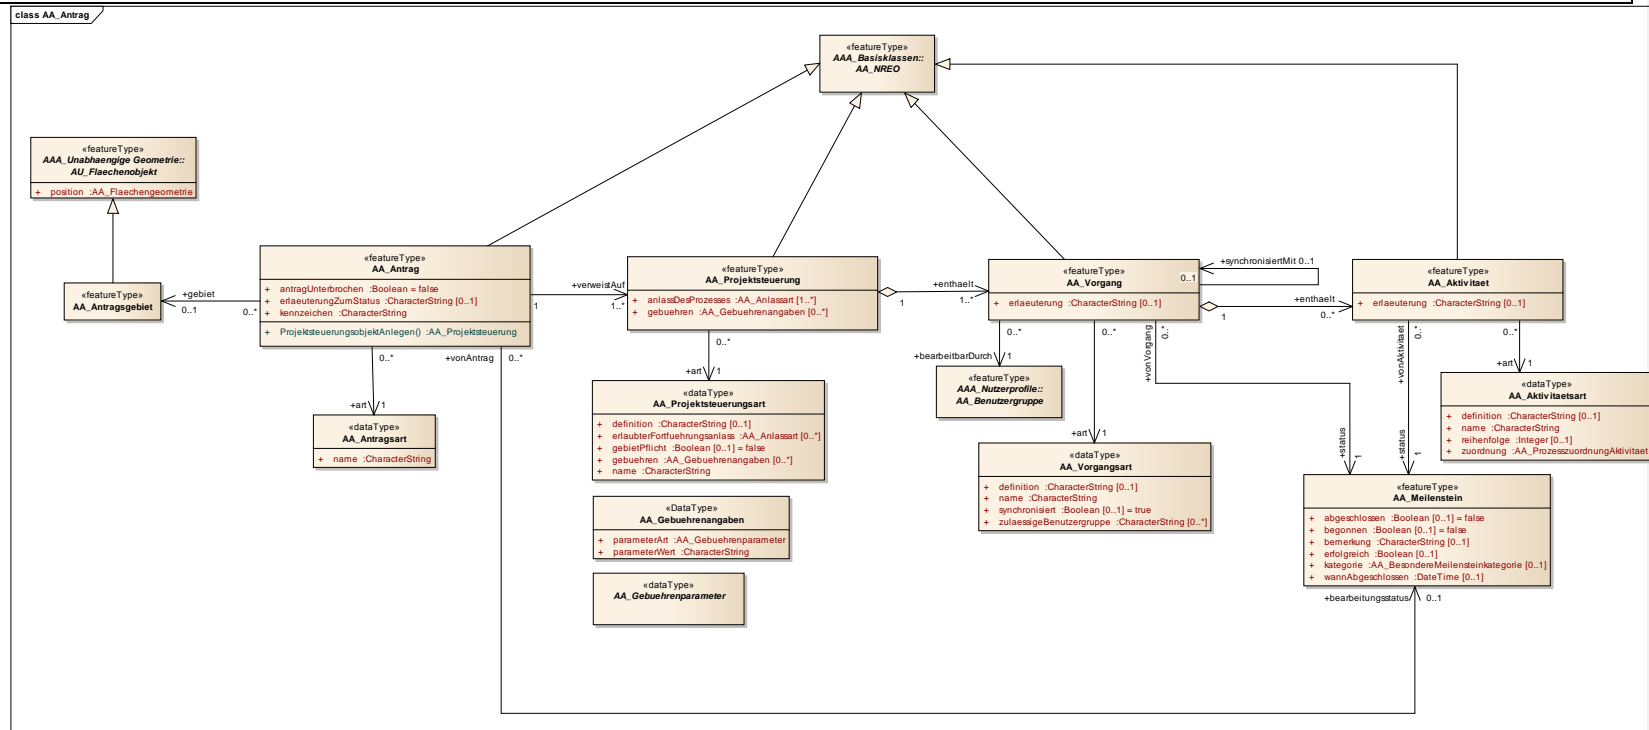 class AA_Antrag
«featureType»
AAA_Basisklassen::
AA_NREO
«featureType»
AAA_Unabhaengige Geometrie::
AU_Flaechenobjekt
+ position :AA_Flaechengeometrie
«featureType»
AA_Antragsgebiet
+gebiet
0..1
0..*
«featureType»
AA_Antrag
+ antragUnterbrochen :Boolean = false
+ erlaeuterungZumStatus :CharacterString [0..1]
+ kennzeichen :CharacterString
+ ProjektsteuerungsobjektAnlegen() :AA_Projektsteuerung
1
+verweistAuf
1..*
«featureType»
AA_Projektsteuerung
+ anlassDesProzesses :AA_Anlassart [1..*]
+ gebuehren :AA_Gebuehrenangaben [0..*]
1
+enthaelt
1..*
«featureType»
AA_Vorgang
+ erlaeuterung :CharacterString [0..1]
+synchronisiertMit 0..1
0..1
1
+enthaelt
0..*
«featureType»
AA_Aktivitaet
+ erlaeuterung :CharacterString [0..1]
0..*
+art
1
«dataType»
AA_Antragsart
+ name :CharacterString
+vonAntrag
0..*
0..*
+art
1
«dataType»
AA_Projektsteuerungsart
+ definition :CharacterString [0..1]
+ erlaubterFortfuehrungsanlass :AA_Anlassart [0..*]
+ gebietPflicht :Boolean [0..1] = false
+ gebuehren :AA_Gebuehrenangaben [0..*]
+ name :CharacterString
«DataType»
AA_Gebuehrenangaben
+ parameterArt :AA_Gebuehrenparameter
+ parameterWert :CharacterString
«dataType»
AA_Gebuehrenparameter
0..*
+bearbeitbarDurch
1
«featureType»
AAA_Nutzerprofile::
AA_Benutzergruppe
0..*
+art
1
«dataType»
AA_Vorgangsart
+ definition :CharacterString [0..1]
+ name :CharacterString
+ synchronisiert :Boolean [0..1] = true
+ zulaessigeBenutzergruppe :CharacterString [0..*]
+vonVorgang
0..*
+status
1
+vonAktivitaet
0..*
+status
1
0..*
+art
1
«dataType»
AA_Aktivitaetsart
+ definition :CharacterString [0..1]
+ name :CharacterString
+ reihenfolge :Integer [0..1]
+ zuordnung :AA_ProzesszuordnungAktivitaet
«featureType»
AA_Meilenstein
+ abgeschlossen :Boolean [0..1] = false
+ begonnen :Boolean [0..1] = false
+ bemerkung :CharacterString [0..1]
+ erfolgreich :Boolean [0..1]
+ kategorie :AA_BesondereMeilensteinkategorie [0..1]
+ wannAbgeschlossen :DateTime [0..1]
+bearbeitungsstatus
0..1